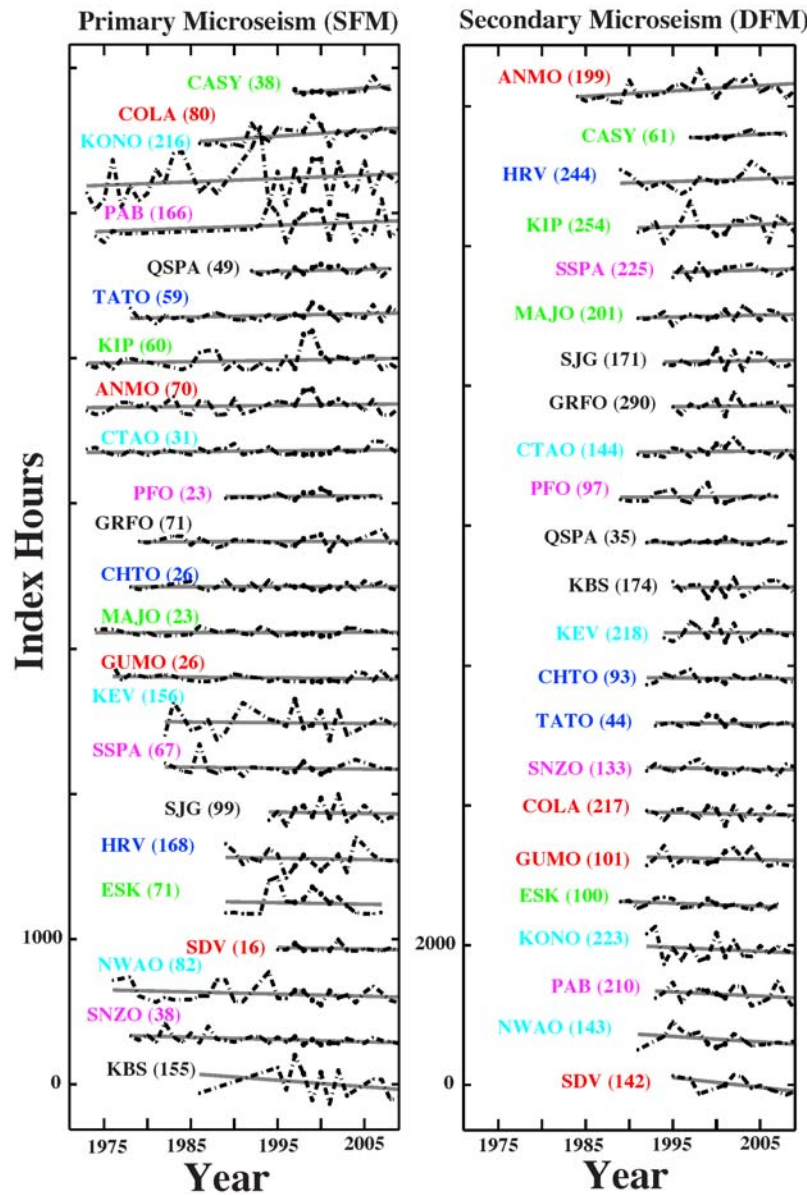 Primary Microseism (SFM)
CASY (38)
COLA (80)
KONO (216)
PAB (166)
QSPA (49)
TATO (59)
KIP (60)
ANMO (70)
CTAO (31)
PFO (23)
GRFO (71)
CHTO (26)
MAJO (23)
GUMO (26)
KEV (156)
SSPA (67)
SJG (99)
HRV (168)
ESK (71)
SDV (16)
NWAO (82)
SNZO (38)
KBS (155)
Index Hours
1000
0
1975 1985 1995 2005
Year
Secondary Microseism (DFM)
ANMO (199)
CASY (61)
HRV (244)
KIP (254)
SSPA (225)
MAJO (201)
SJG (171)
GRFO (290)
CTAO (144)
PFO (97)
QSPA (35)
KBS (174)
KEV (218)
CHTO (93)
TATO (44)
SNZO (133)
COLA (217)
GUMO (101)
ESK (100)
KONO (223)
PAB (210)
NWAO (143)
SDV (142)
2000
0
1975 1985 1995 2005
Year